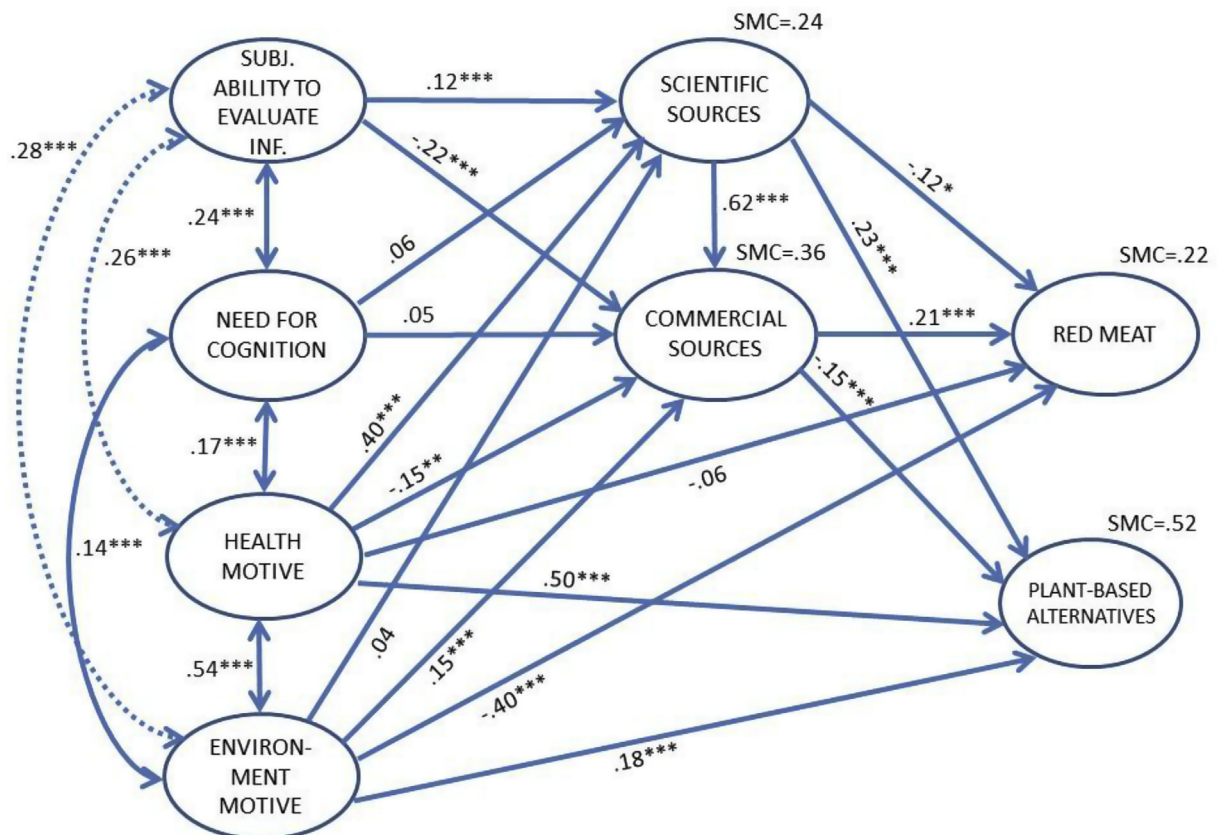 SMC=.24
SUBJ.
ABILITY TO
EVALUATE
INF.
.12***
SCIENTIFIC
SOURCES
-.22***
-.12*
.28***
.24***
.26***
.06
.62***
.23***
SMC=.36
SMC=.22
NEED FOR
COGNITION
.05
COMMERCIAL
SOURCES
.21***
RED MEAT
-.15***
.40***
.17***
-.15**
-.06
.14***
HEALTH
MOTIVE
SMC=.52
.50***
PLANT-BASED
ALTERNATIVES
.54***
.04
.15***
-.40***
ENVIRON-
MENT
MOTIVE
.18***